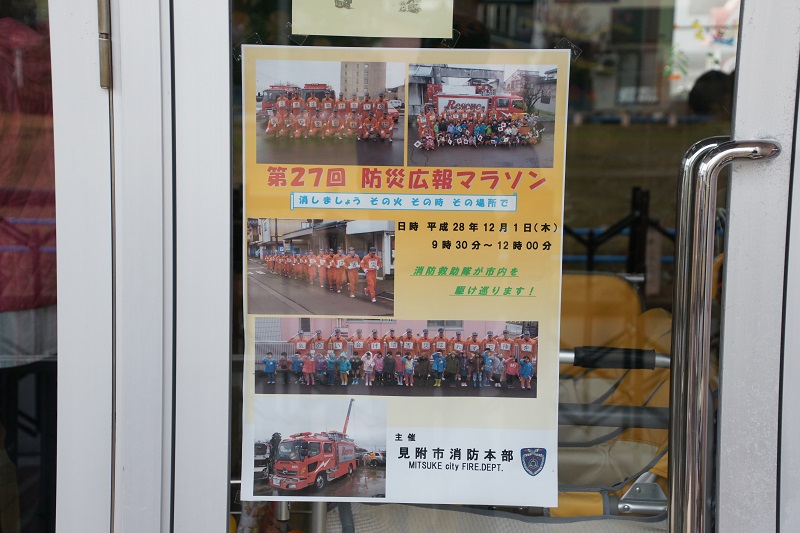 Rescue
第27回 防災広報マラソン
消しましょう その火 その時 その場所で
日時 平成28年12月1日(木)
9時30分~12時00分
消防救助隊が市内を
駆け巡ります!
主催
見附市消防本部
MITSUKE city FIRE.DEPT.